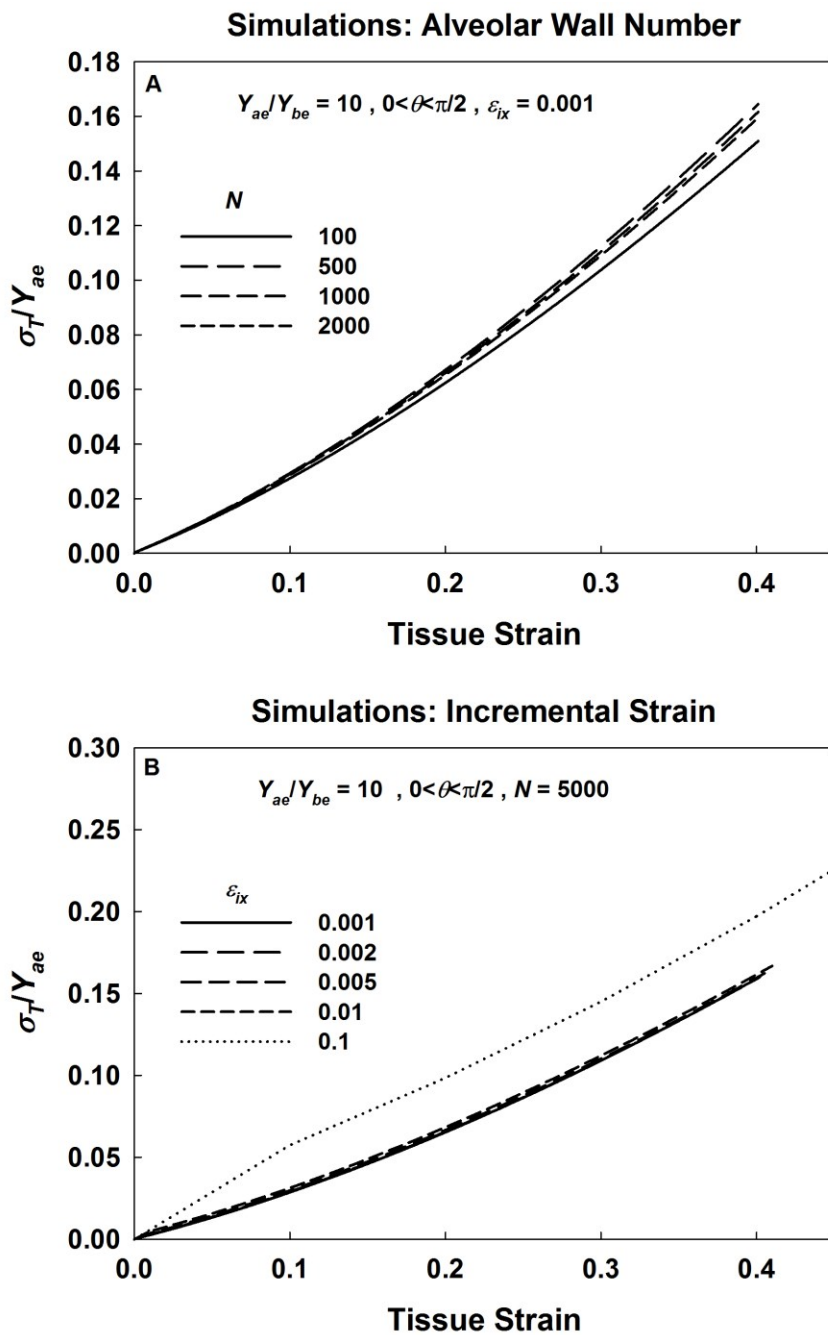 Simulations: Alveolar Wall Number
A
Y_ae/Y_be = 10 , 0<θ<π/2 , ε_ix = 0.001
N
100
500
1000
2000
σ_T/Y_ae
0.18
0.16
0.14
0.12
0.10
0.08
0.06
0.04
0.02
0.00
0.0 0.1 0.2 0.3 0.4
Tissue Strain
Simulations: Incremental Strain
B
Y_ae/Y_be = 10 , 0<θ<π/2 , N = 5000
ε_ix
0.001
0.002
0.005
0.01
0.1
σ_T/Y_ae
0.30
0.25
0.20
0.15
0.10
0.05
0.00
0.0 0.1 0.2 0.3 0.4
Tissue Strain